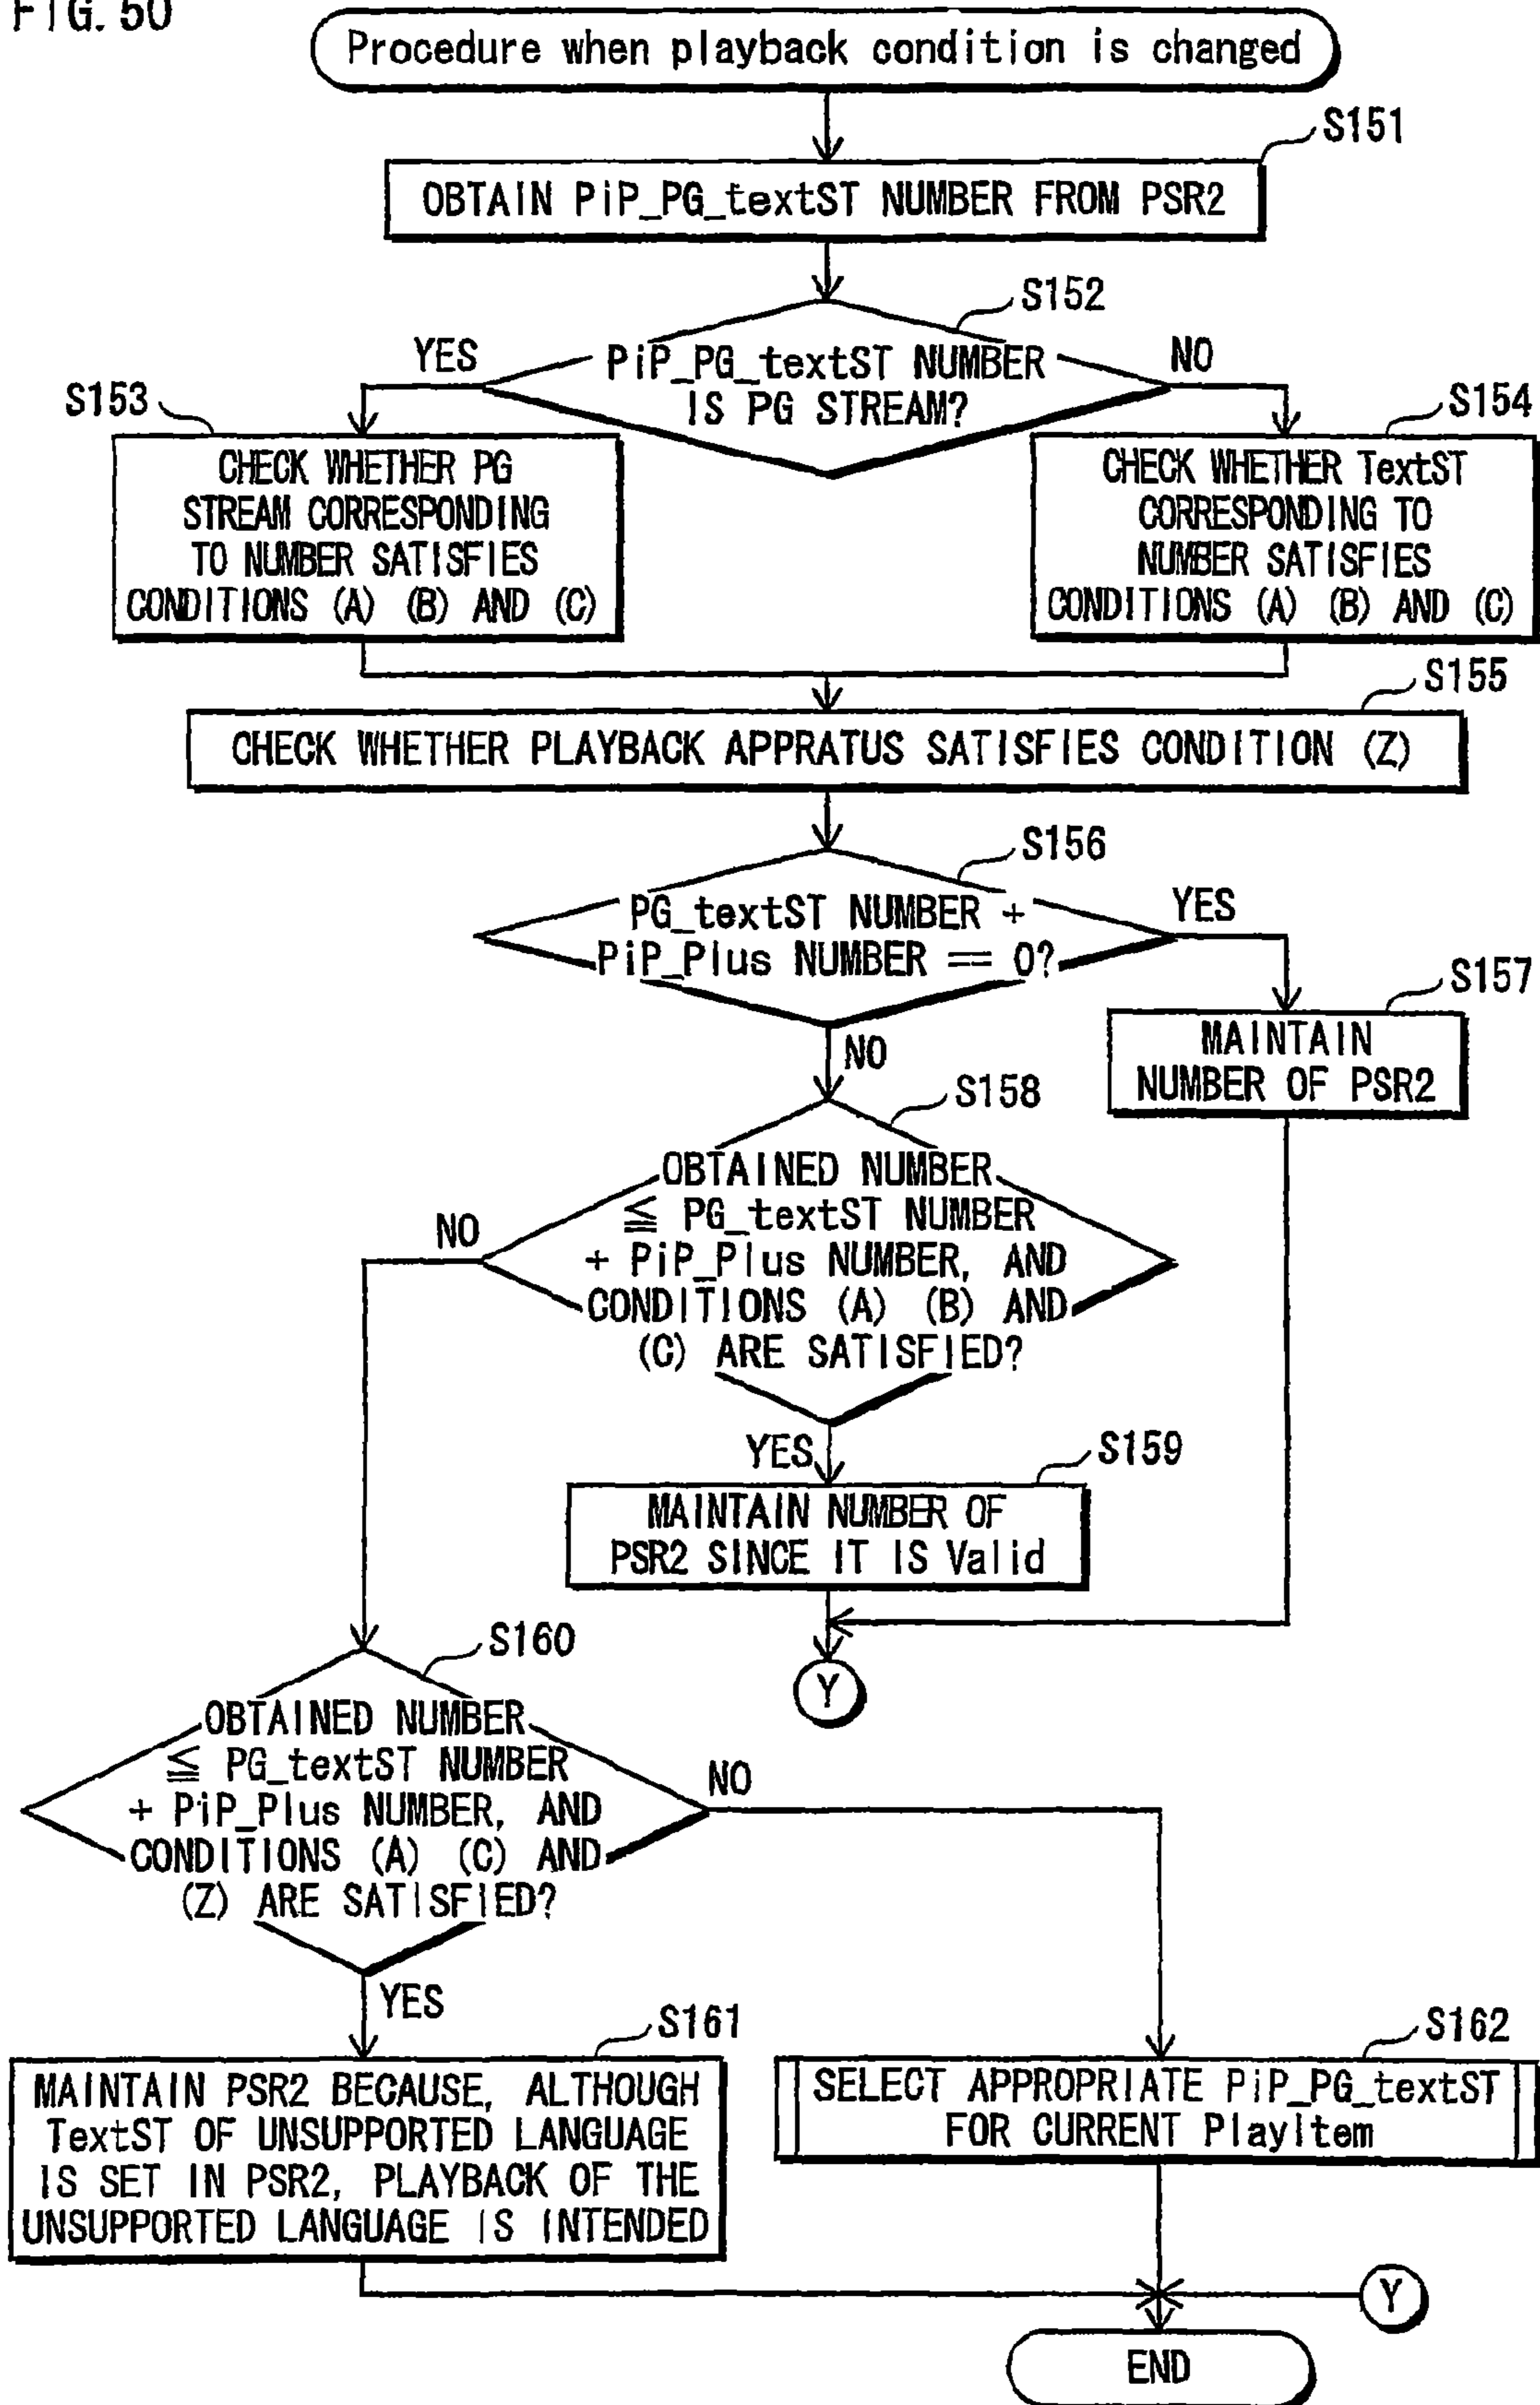 FIG. 50
Procedure when playback condition is changed
S151
OBTAIN PiP_PG_textST NUMBER FROM PSR2
S152
YES
PiP_PG_textST NUMBER
IS PG STREAM?
NO
S153
CHECK WHETHER PG
STREAM CORRESPONDING
TO NUMBER SATISFIES
CONDITIONS (A) (B) AND (C)
S154
CHECK WHETHER TextST
CORRESPONDING TO
NUMBER SATISFIES
CONDITIONS (A) (B) AND (C)
S155
CHECK WHETHER PLAYBACK APPRATUS SATISFIES CONDITION (Z)
S156
PG_textST NUMBER +
PiP_Plus NUMBER == 0?
YES
NO
S157
MAINTAIN
NUMBER OF PSR2
S158
OBTAINED NUMBER
≦ PG_textST NUMBER
+ PiP_Plus NUMBER, AND
CONDITIONS (A) (B) AND
(C) ARE SATISFIED?
NO
YES
S159
MAINTAIN NUMBER OF
PSR2 SINCE IT IS Valid
Y
S160
OBTAINED NUMBER
≦ PG_textST NUMBER
+ PiP_Plus NUMBER, AND
CONDITIONS (A) (C) AND
(Z) ARE SATISFIED?
NO
YES
S161
MAINTAIN PSR2 BECAUSE, ALTHOUGH
TextST OF UNSUPPORTED LANGUAGE
IS SET IN PSR2, PLAYBACK OF THE
UNSUPPORTED LANGUAGE IS INTENDED
S162
SELECT APPROPRIATE PiP_PG_textST
FOR CURRENT PlayItem
Y
END